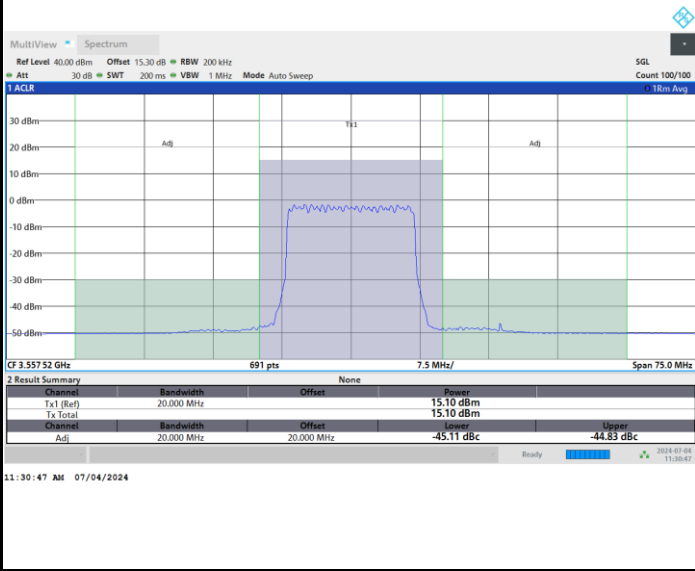 MultiView Spectrum
Ref Level 40.00 dBm Offset 15.30 dB RBW 200 kHz SGL
Att 30 dB SWT 200 ms VBW 1 MHz Mode Auto Sweep Count 100/100
1 ACLR 1Rm Avg
30 dBm
Tx1
20 dBm Adj Adj
10 dBm
0 dBm
-10 dBm
-20 dBm
-30 dBm
-40 dBm
-50 dBm
CF 3.557 52 GHz 691 pts 7.5 MHz/ Span 75.0 MHz
2 Result Summary None
Channel Bandwidth Offset Power
Tx1 (Ref) 20.000 MHz 15.10 dBm
Tx Total 15.10 dBm
Channel Bandwidth Offset Lower Upper
Adj 20.000 MHz 20.000 MHz -45.11 dBc -44.83 dBc
Ready 2024-07-04
11:30:47
11:30:47 AM 07/04/2024